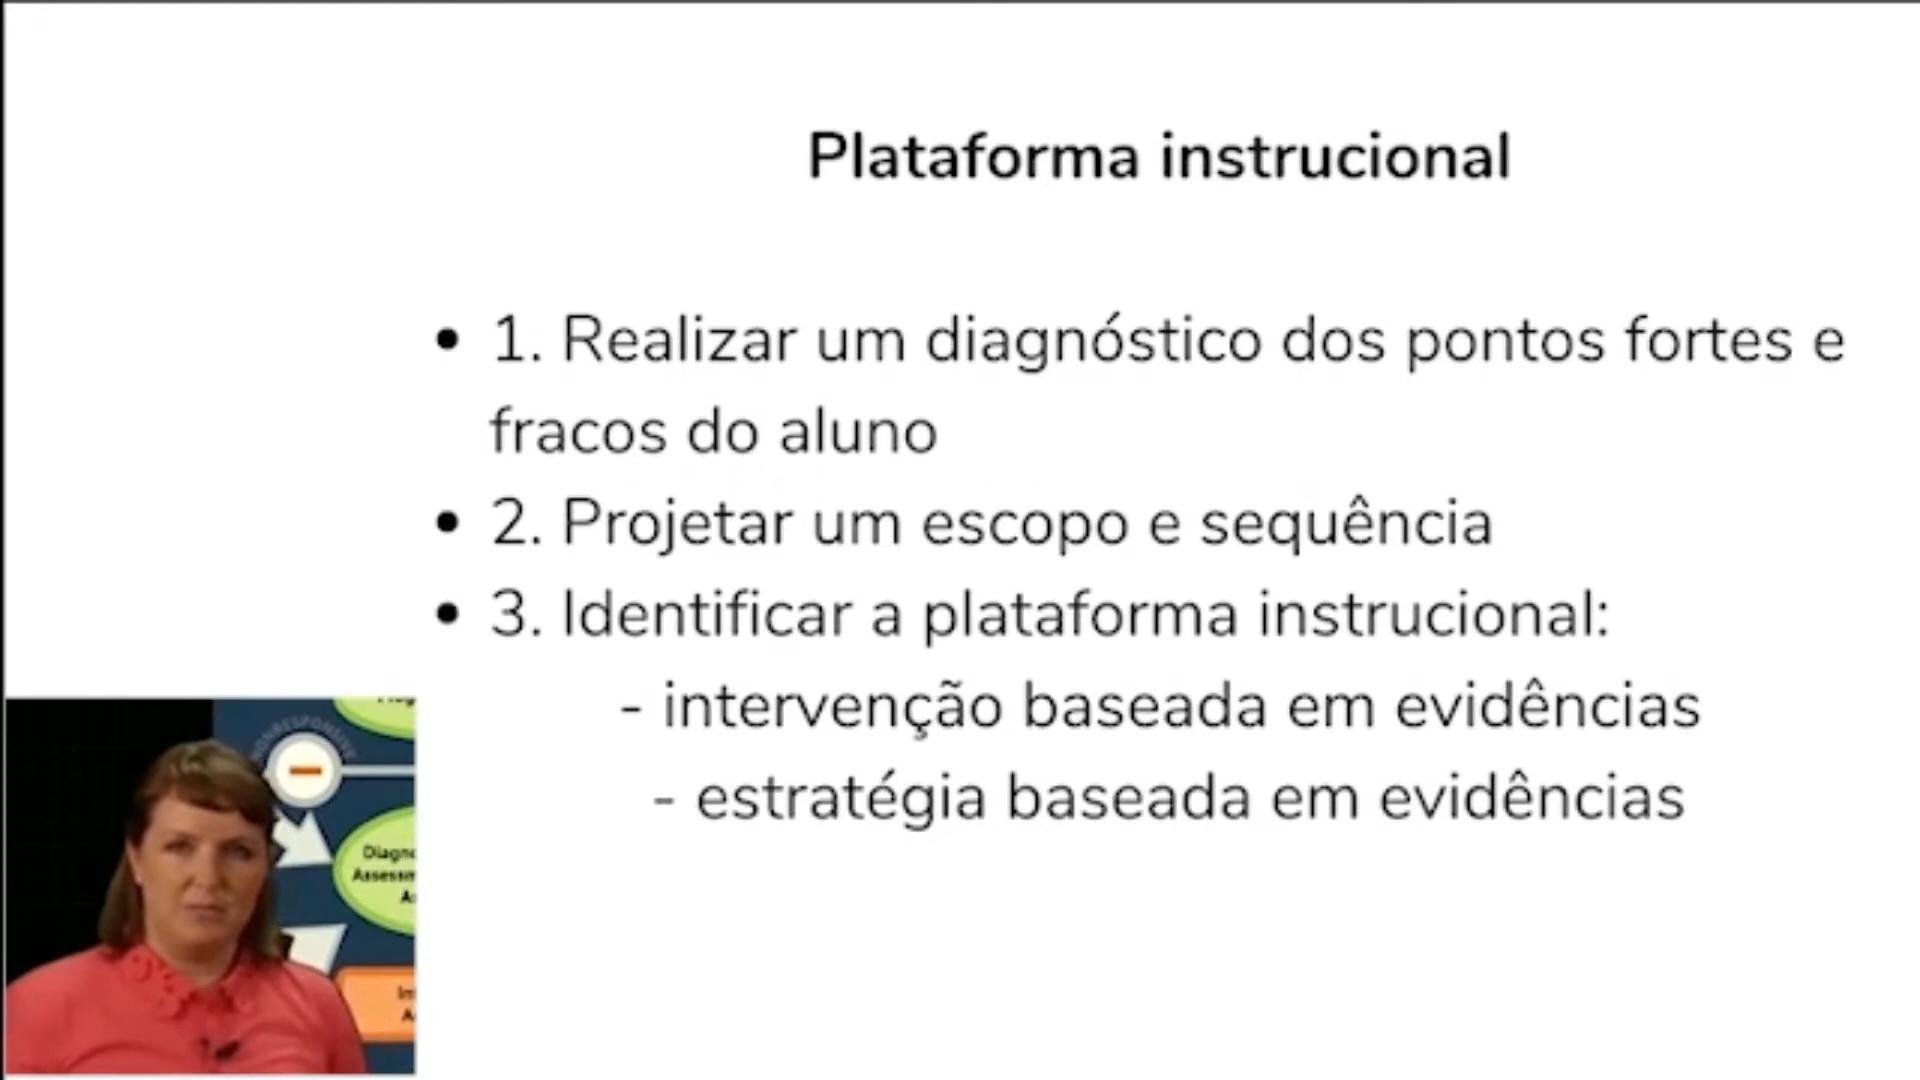 Plataforma instrucional
• 1. Realizar um diagnóstico dos pontos fortes e
fracos do aluno
• 2. Projetar um escopo e sequência
• 3. Identificar a plataforma instrucional:
- intervenção baseada em evidências
- estratégia baseada em evidências
NONRESPONSIVE